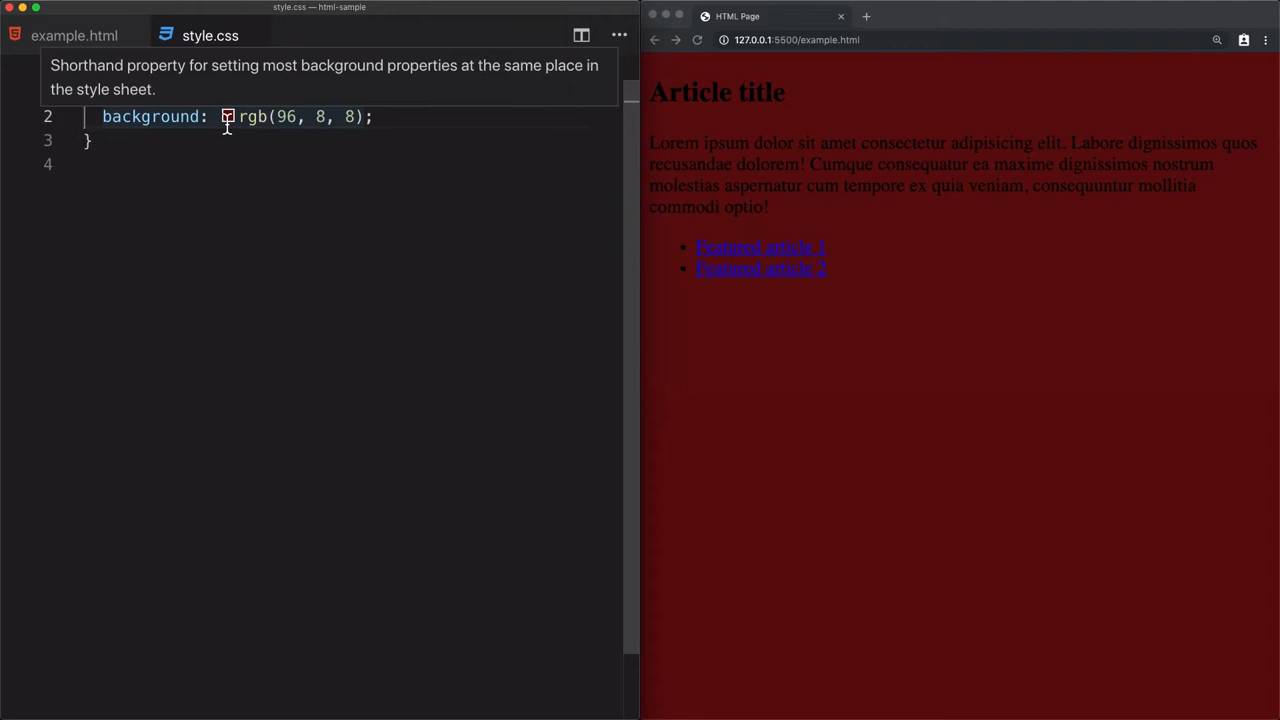 style.css — html-sample
example.html
style.css
Shorthand property for setting most background properties at the same place in
the style sheet.
2 background: rgb(96, 8, 8);
3 }
4
HTML Page
127.0.0.1:5500/example.html
Article title
Lorem ipsum dolor sit amet consectetur adipisicing elit. Labore dignissimos quos
recusandae dolorem! Cumque consequatur ea maxime dignissimos nostrum
molestias aspernatur cum tempore ex quia veniam, consequuntur mollitia
commodi optio!
• Featured article 1
• Featured article 2